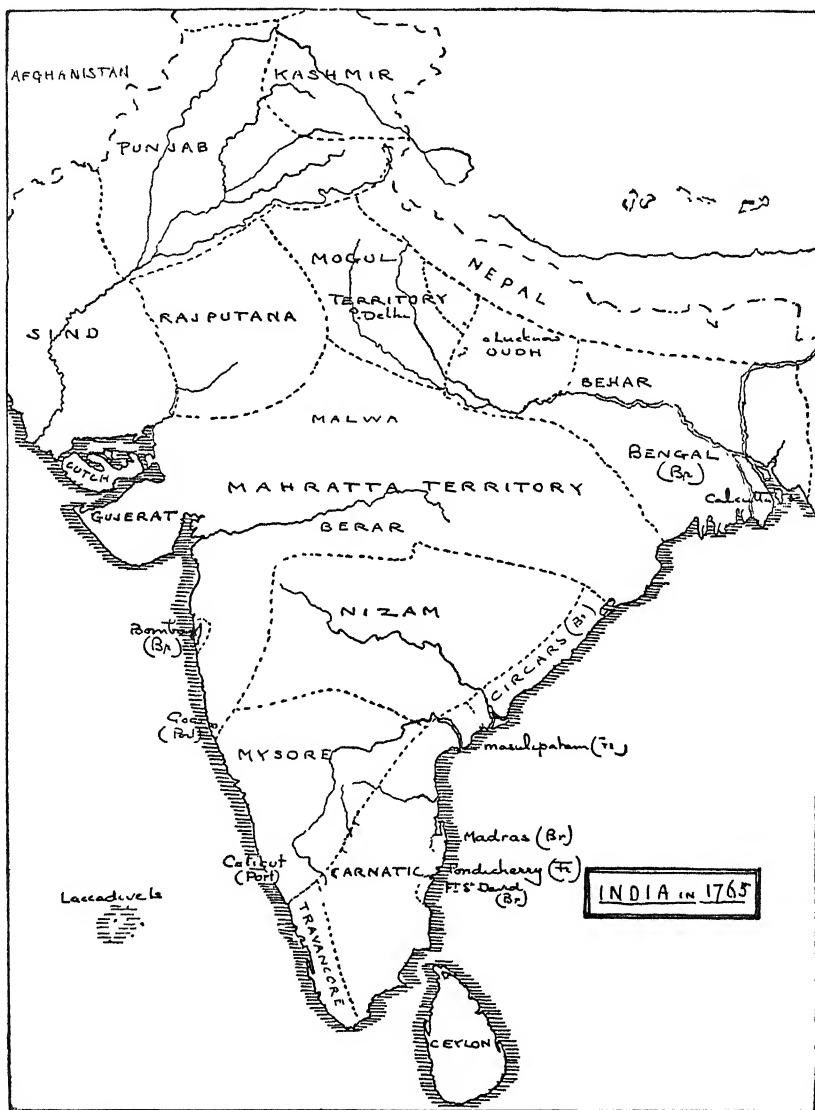 AFGHANISTAN
KASHMIR
PUNJAB
MOGUL
TERRITORY
Delhi
NEPAL
SIND
RAJPUTANA
Lucknow
OUDH
BEHAR
MALWA
BENGAL
(Br)
CUTCH
MAHRATTA TERRITORY
Calcutta
GUJERAT
BERAR
NIZAM
Bombay
(Br)
CIRCARS (Br)
Goa
MYSORE
Masulipatam (Fr)
Madras (Br)
Calicut
(Port)
CARNATIC
Pondicherry (Fr)
Ft St David
(Br)
INDIA IN 1765
Laccadive Is
TRAVANCORE
CEYLON